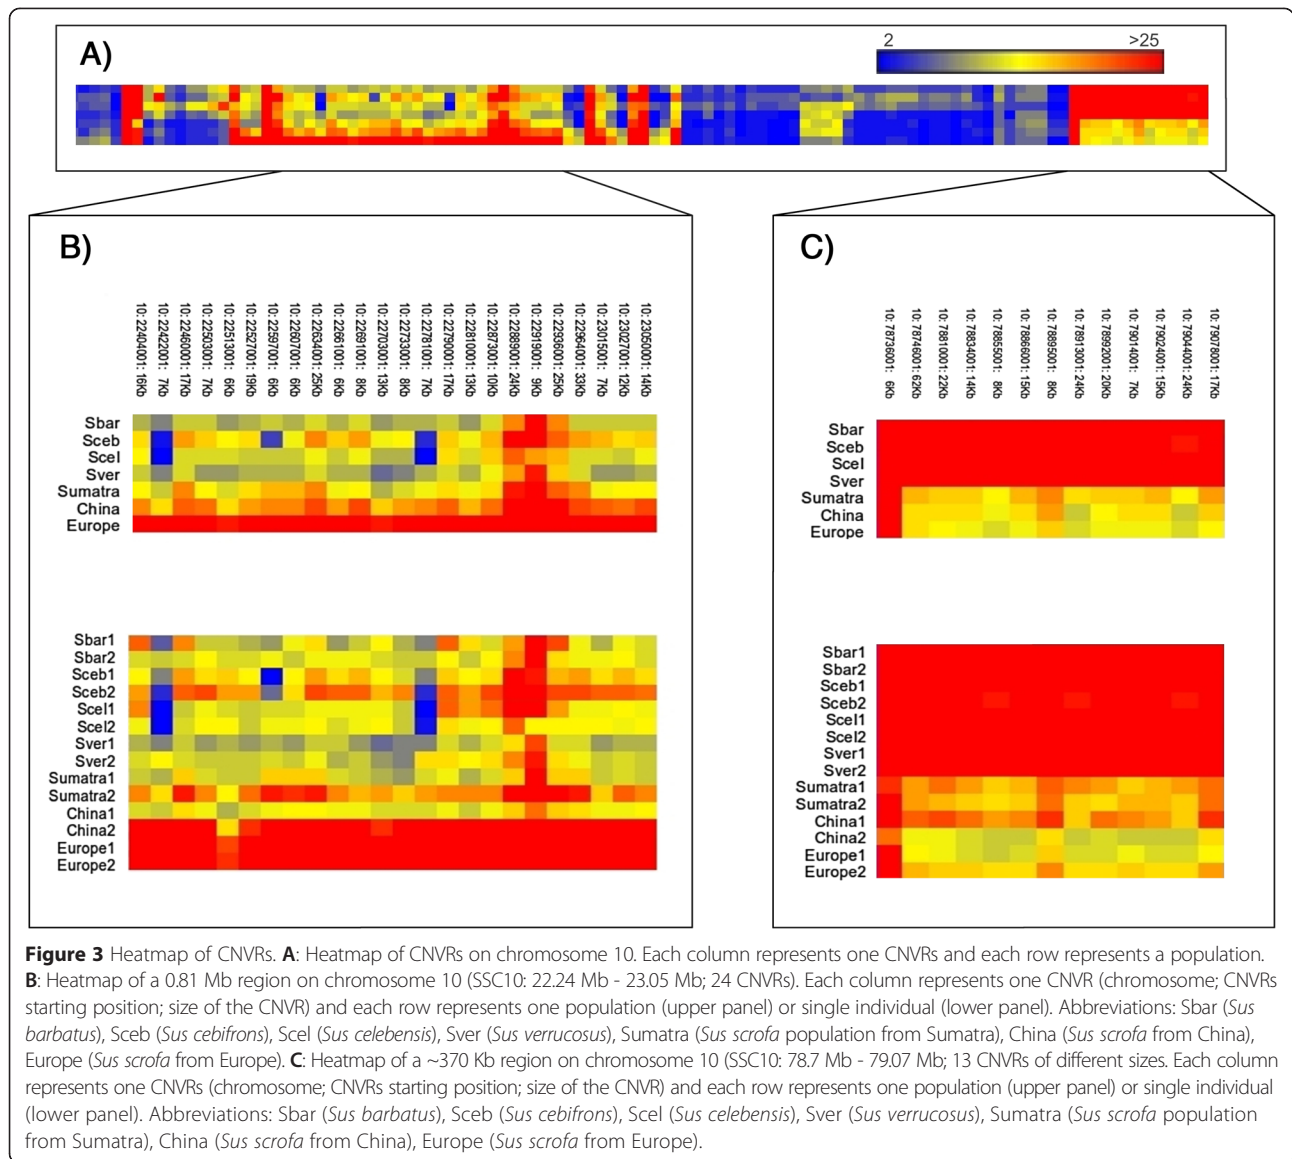 A)
2 >25
B)
10: 22404001: 16Kb
10: 22422001: 7Kb
10: 22460001: 17Kb
10: 22503001: 7Kb
10: 22513001: 6Kb
10: 22527001: 19Kb
10: 22597001: 6Kb
10: 22607001: 6Kb
10: 22634001: 25Kb
10: 22661001: 6Kb
10: 22691001: 8Kb
10: 22703001: 13Kb
10: 22733001: 8Kb
10: 22781001: 7Kb
10: 22790001: 17Kb
10: 22810001: 13Kb
10: 22873001: 10Kb
10: 22889001: 24Kb
10: 22919001: 9Kb
10: 22936001: 25Kb
10: 22964001: 33Kb
10: 23015001: 7Kb
10: 23027001: 12Kb
10: 23050001: 14Kb
Sbar
Sceb
Scel
Sver
Sumatra
China
Europe
Sbar1
Sbar2
Sceb1
Sceb2
Scel1
Scel2
Sver1
Sver2
Sumatra1
Sumatra2
China1
China2
Europe1
Europe2
C)
10: 78736001: 6Kb
10: 78746001: 62Kb
10: 78810001: 22Kb
10: 78834001: 14Kb
10: 78855001: 8Kb
10: 78866001: 15Kb
10: 78895001: 8Kb
10: 78913001: 24Kb
10: 78992001: 20Kb
10: 79014001: 7Kb
10: 79024001: 15Kb
10: 79044001: 24Kb
10: 79078001: 17Kb
Sbar
Sceb
Scel
Sver
Sumatra
China
Europe
Sbar1
Sbar2
Sceb1
Sceb2
Scel1
Scel2
Sver1
Sver2
Sumatra1
Sumatra2
China1
China2
Europe1
Europe2
Figure 3 Heatmap of CNVRs. A: Heatmap of CNVRs on chromosome 10. Each column represents one CNVRs and each row represents a population.
B: Heatmap of a 0.81 Mb region on chromosome 10 (SSC10: 22.24 Mb - 23.05 Mb; 24 CNVRs). Each column represents one CNVR (chromosome; CNVRs
starting position; size of the CNVR) and each row represents one population (upper panel) or single individual (lower panel). Abbreviations: Sbar (Sus
barbatus), Sceb (Sus cebifrons), Scel (Sus celebensis), Sver (Sus verrucosus), Sumatra (Sus scrofa population from Sumatra), China (Sus scrofa from China),
Europe (Sus scrofa from Europe). C: Heatmap of a ~370 Kb region on chromosome 10 (SSC10: 78.7 Mb - 79.07 Mb; 13 CNVRs of different sizes. Each column
represents one CNVRs (chromosome; CNVRs starting position; size of the CNVR) and each row represents one population (upper panel) or single individual
(lower panel). Abbreviations: Sbar (Sus barbatus), Sceb (Sus cebifrons), Scel (Sus celebensis), Sver (Sus verrucosus), Sumatra (Sus scrofa population
from Sumatra), China (Sus scrofa from China), Europe (Sus scrofa from Europe).